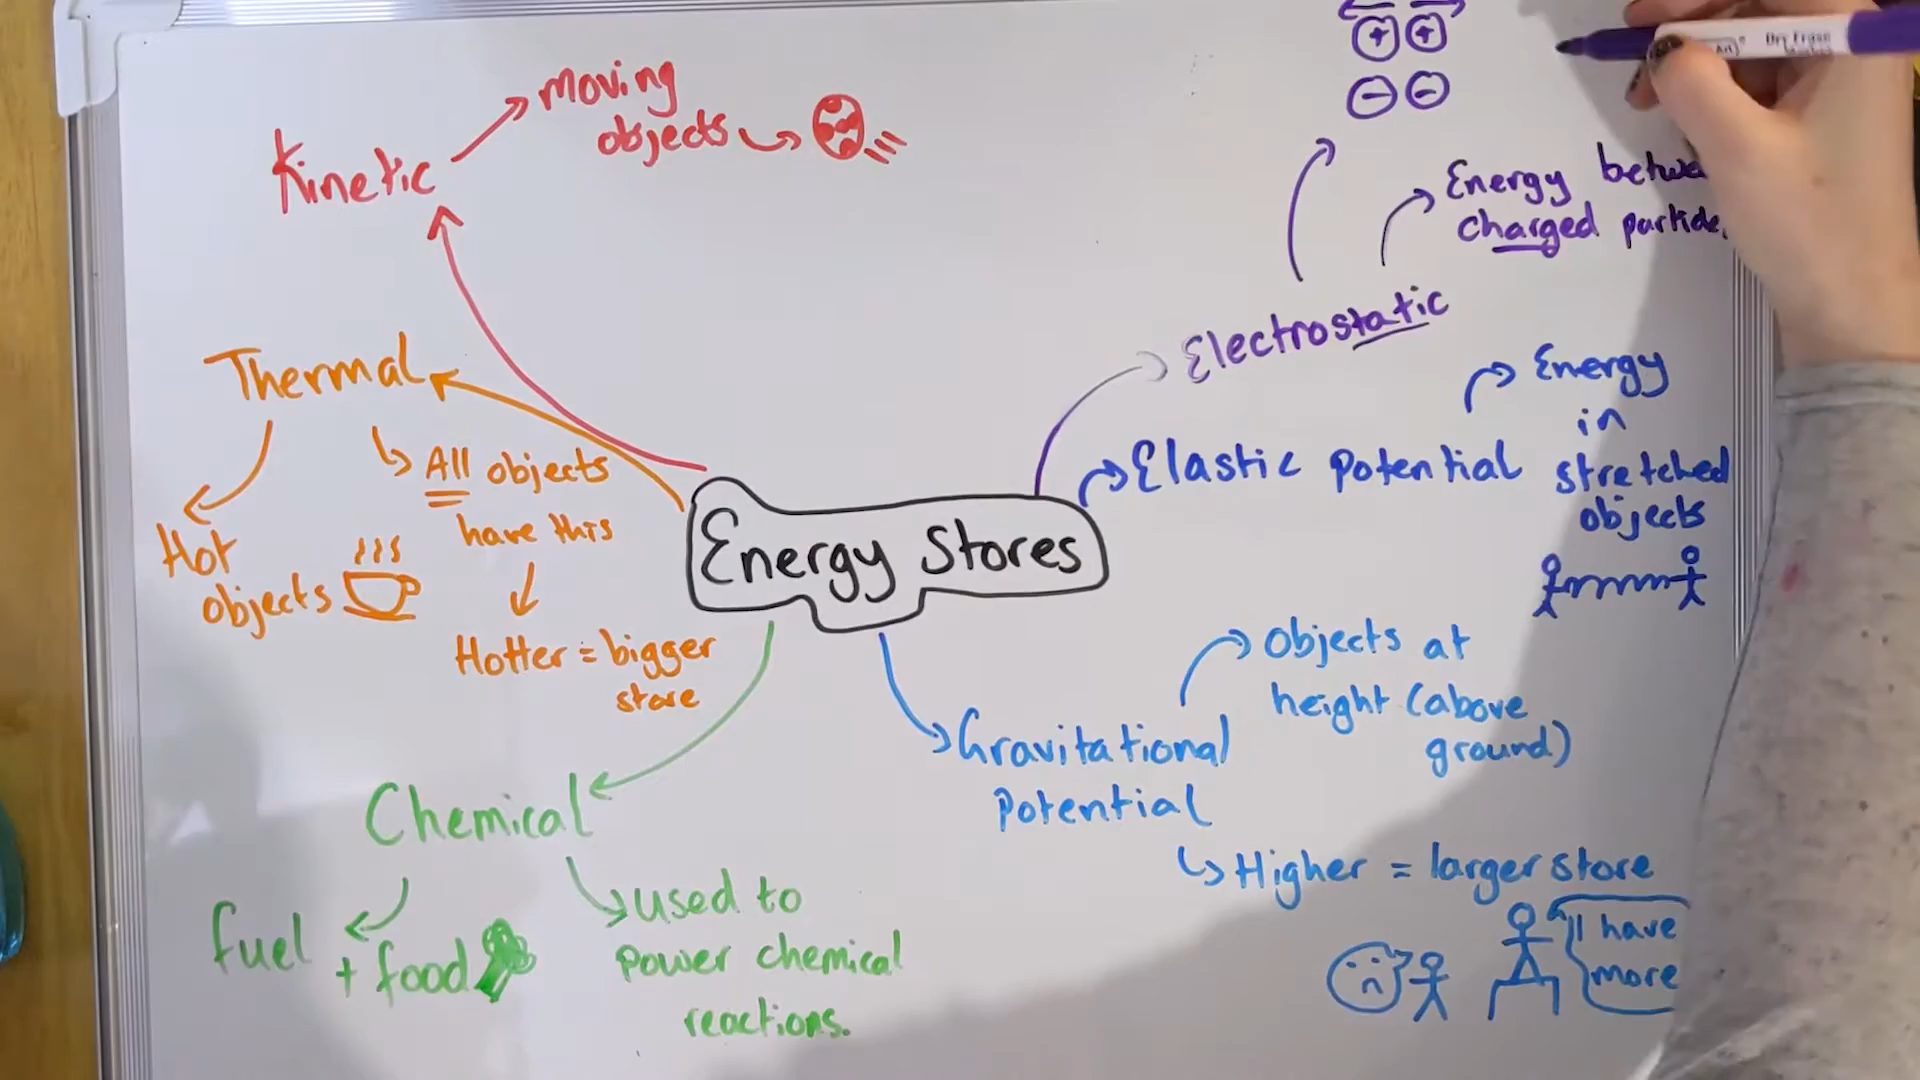 Kinetic
moving
objects
Thermal
Hot
objects
All objects
have this
Hotter = bigger
store
Chemical
fuel
+ food
used to
power chemical
reactions.
Energy Stores
+ +
- -
Energy
charged
Electrostatic
Elastic potential
Energy
in
stretched
objects
Gravitational
Potential
Objects at
height (above
ground)
Higher = larger store
I have
more
Dry Erase